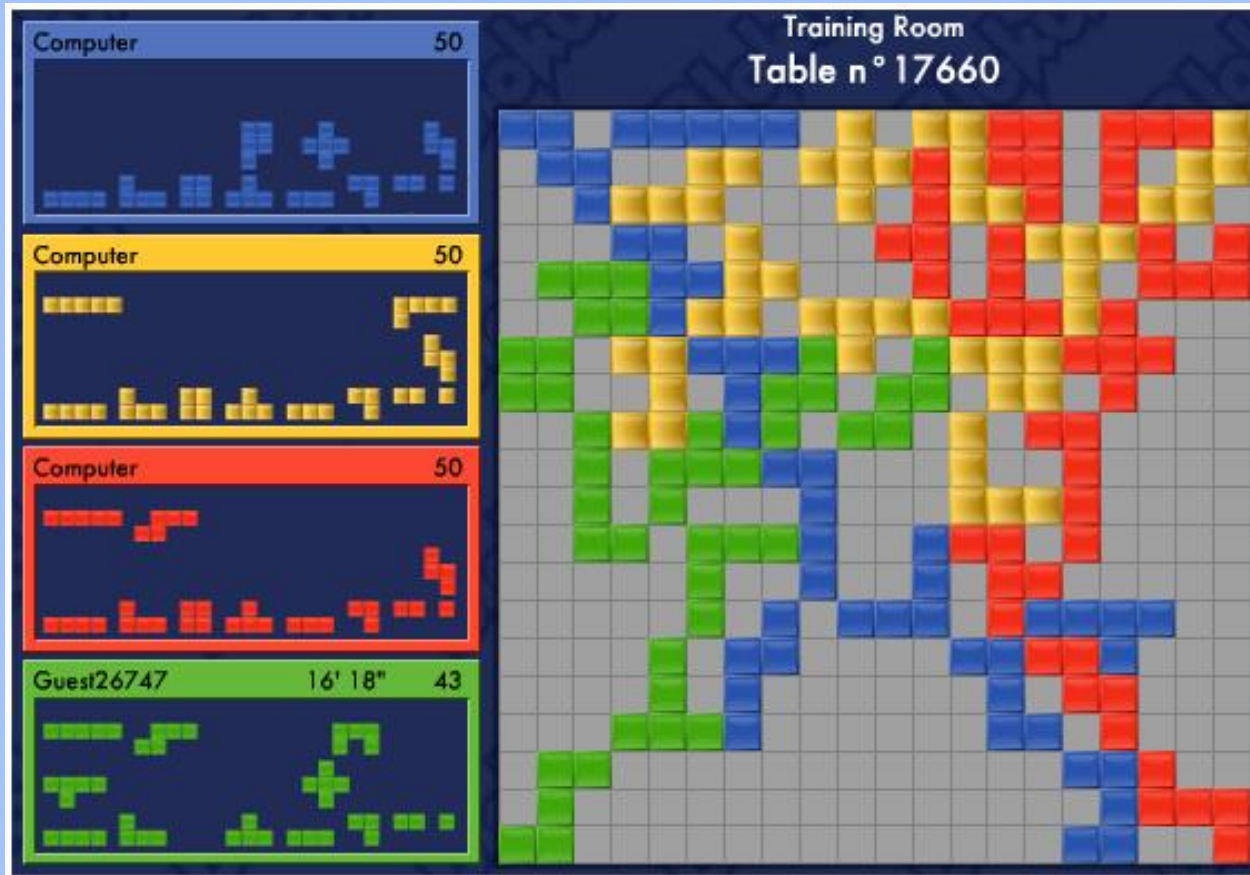 Computer 50
Computer 50
Computer 50
Guest26747 16' 18" 43
Training Room
Table n° 17660